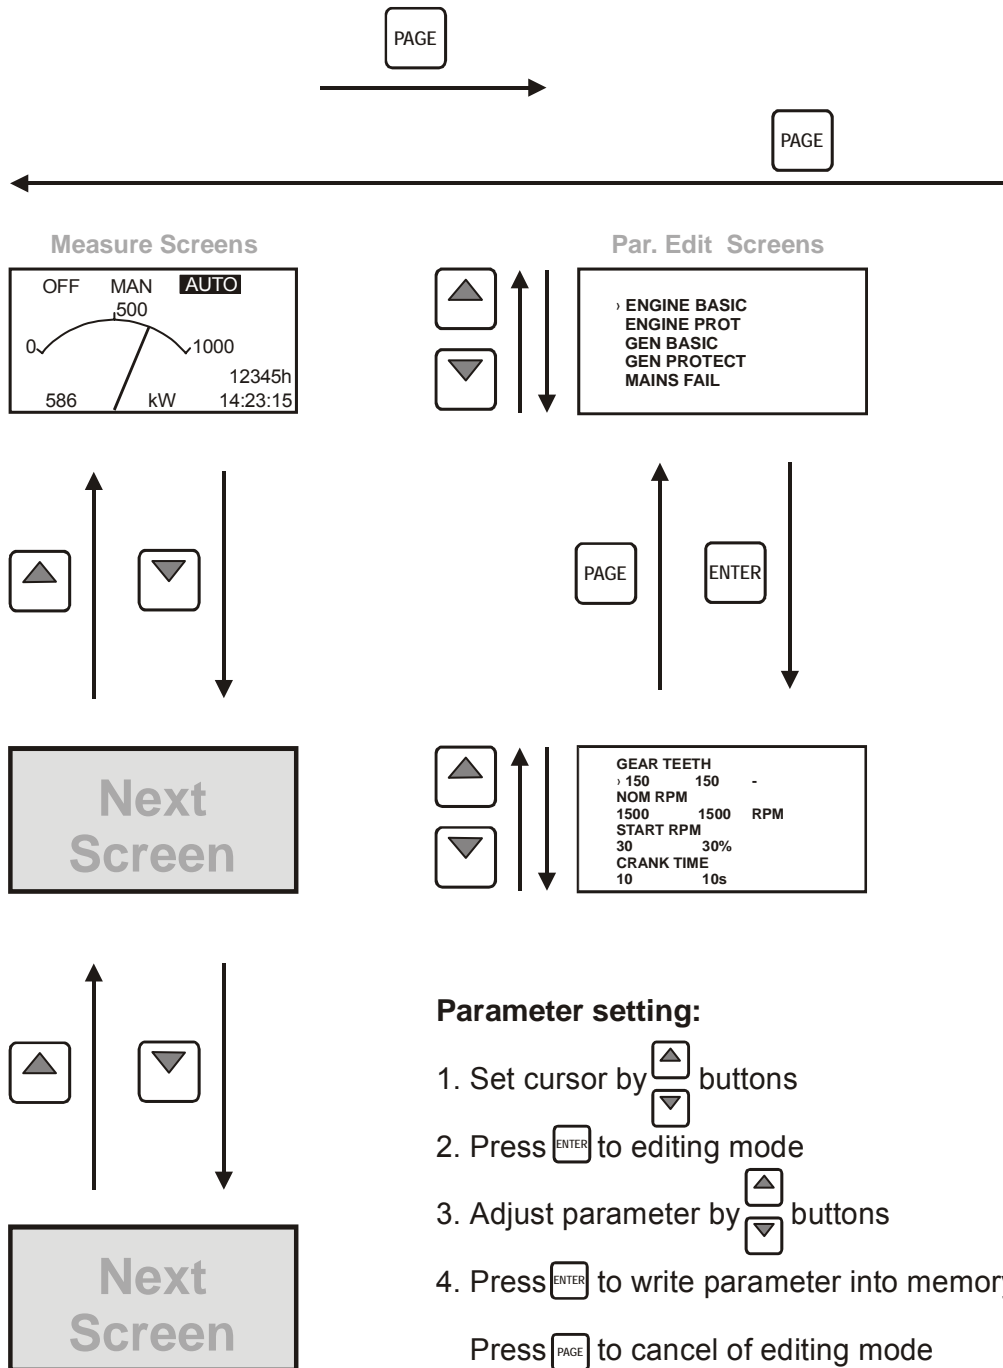 PAGE
PAGE
Measure Screens
OFF MAN AUTO
500
0 1000
12345h
586 kW 14:23:15
Par. Edit Screens
› ENGINE BASIC
ENGINE PROT
GEN BASIC
GEN PROTECT
MAINS FAIL
PAGE
ENTER
Next
Screen
GEAR TEETH
› 150 150 -
NOM RPM
1500 1500 RPM
START RPM
30 30%
CRANK TIME
10 10s
Next
Screen
Parameter setting:
1. Set cursor by buttons
2. Press ENTER to editing mode
3. Adjust parameter by buttons
4. Press ENTER to write parameter into memory
Press PAGE to cancel of editing mode